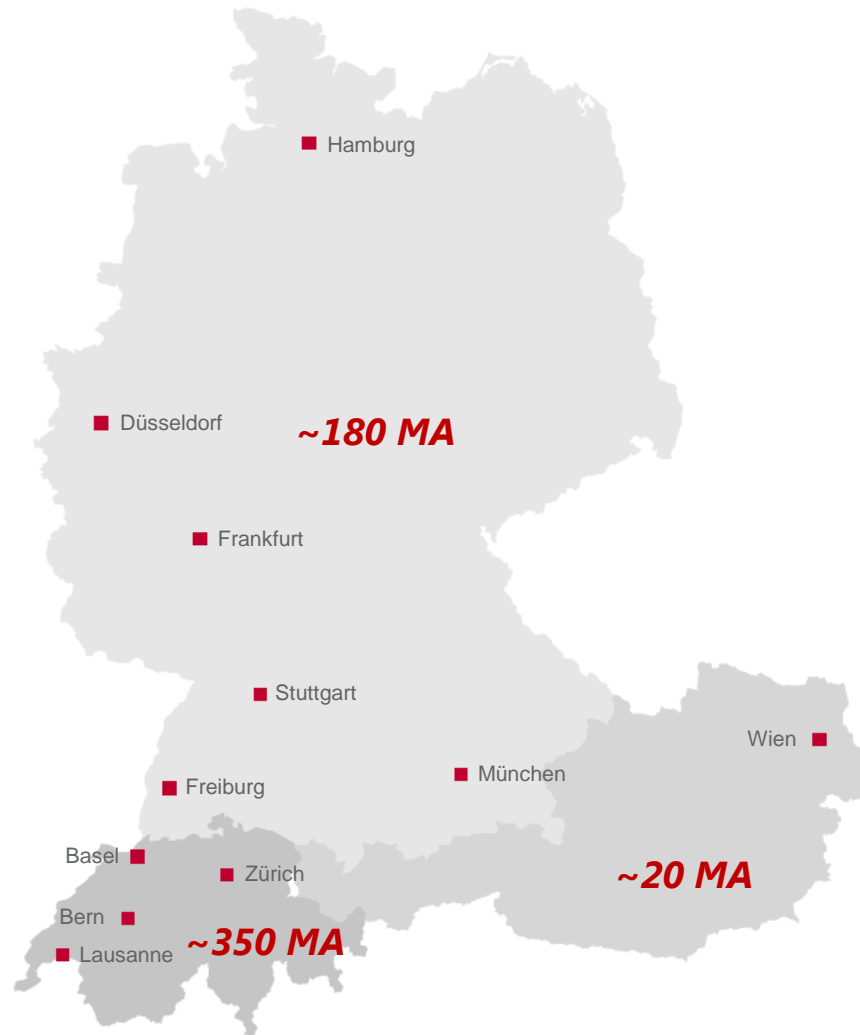 Hamburg
Düsseldorf
~180 MA
Frankfurt
Stuttgart
Wien
München
Freiburg
Basel
Zürich
~20 MA
Bern
~350 MA
Lausanne